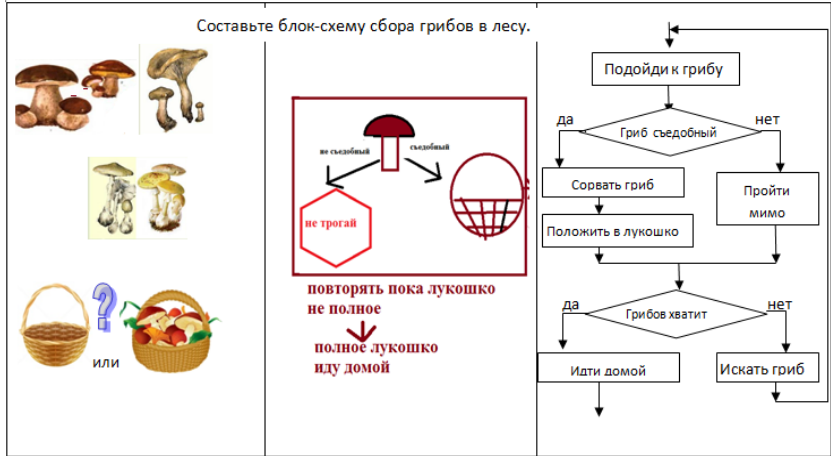 Составьте блок-схему сбора грибов в лесу.
?
или
не съедобный
съедобный
не трогай
повторять пока лукошко
не полное
полное лукошко
иду домой
Подойди к грибу
да
нет
Гриб съедобный
Сорвать гриб
Положить в лукошко
Пройти
мимо
да
нет
Грибов хватит
Идти домой
Искать гриб